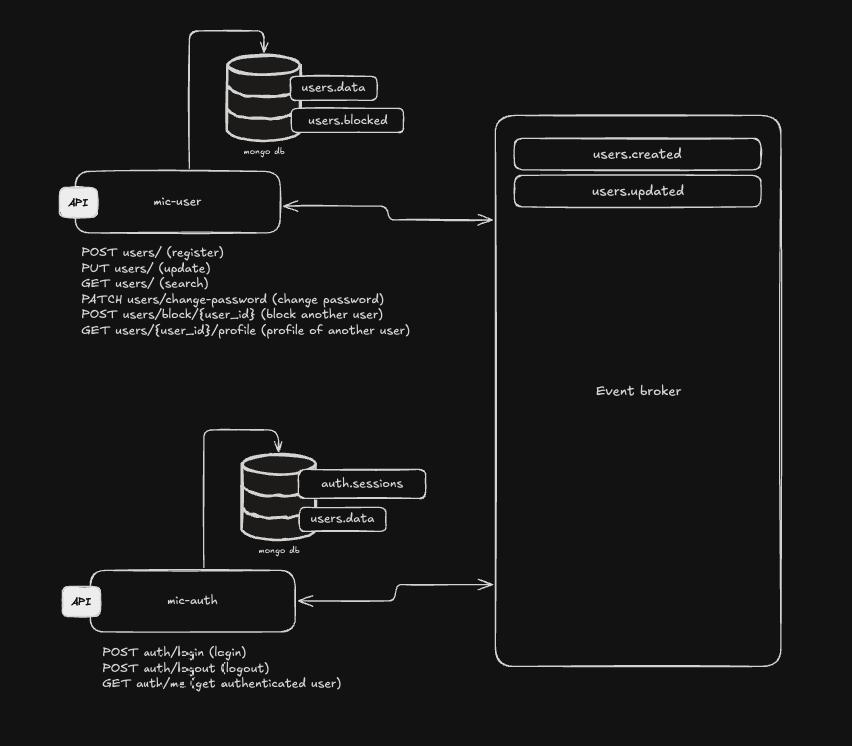 users.data
users.blocked
mongo db
API
mic-user
users.created
users.updated
POST users/ (register)
PUT users/ (update)
GET users/ (search)
PATCH users/change-password (change password)
POST users/block/{user_id} (block another user)
GET users/{user_id}/profile (profile of another user)
Event broker
auth.sessions
users.data
mongo db
API
mic-auth
POST auth/login (login)
POST auth/logout (logout)
GET auth/me (get authenticated user)